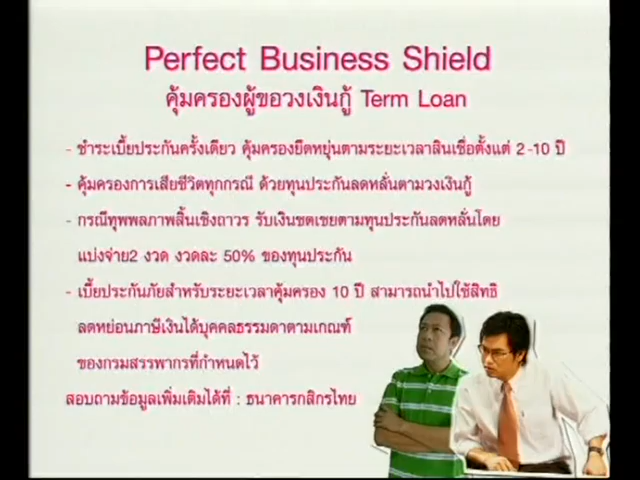 Perfect Business Shield
คุ้มครองผู้ขอวงเงินกู้ Term Loan
- ชำระเบี้ยประกันครั้งเดียว คุ้มครองยืดหยุ่นตามระยะเวลาสินเชื่อตั้งแต่ 2-10 ปี
- คุ้มครองการเสียชีวิตทุกกรณี ด้วยทุนประกันลดหลั่นตามวงเงินกู้
- กรณีทุพพลภาพสิ้นเชิงถาวร รับเงินชดเชยตามทุนประกันลดหลั่นโดย
แบ่งจ่าย2 งวด งวดละ 50% ของทุนประกัน
- เบี้ยประกันภัยสำหรับระยะเวลาคุ้มครอง 10 ปี สามารถนำไปใช้สิทธิ
ลดหย่อนภาษีเงินได้บุคคลธรรมดาตามเกณฑ์
ของกรมสรรพากรที่กำหนดไว้
สอบถามข้อมูลเพิ่มเติมได้ที่ : ธนาคารกสิกรไทย